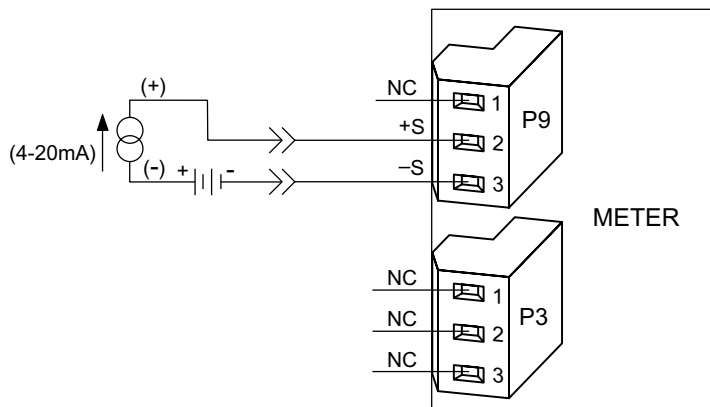 NC
1
(+)
+S
2
P9
(4-20mA)
(-)
+
-
–S
3
METER
NC
1
NC
2
P3
NC
3